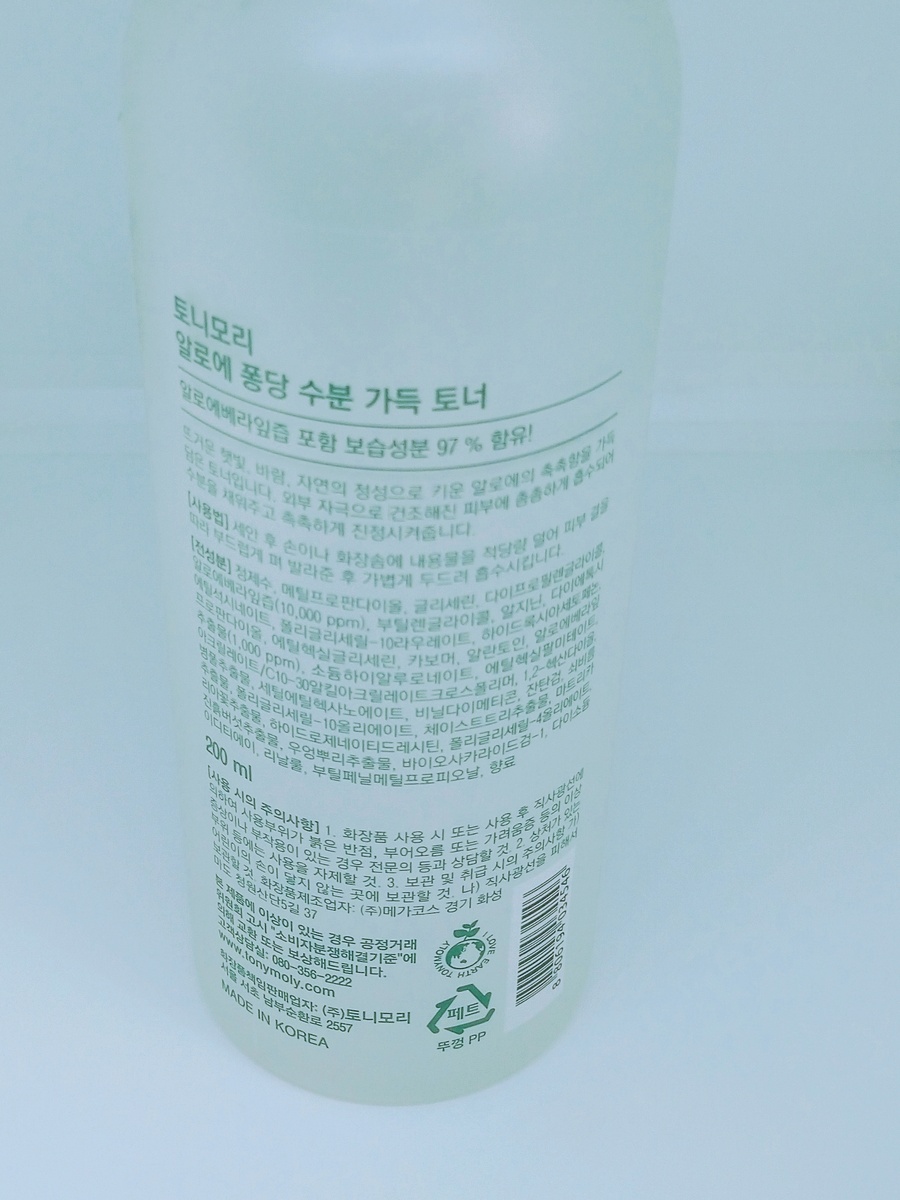 토니모리
알로에 퐁당 수분 가득 토너
알로에베라잎즙 포함 보습성분 97 % 함유!
뜨거운 햇빛, 바람, 자연의 정성으로 키운 알로에의 촉촉함을 가득
담은 토너입니다. 외부 자극으로 건조해진 피부에 촘촘하게 흡수되어
수분을 채워주고 촉촉하게 진정시켜줍니다.
[사용법] 세안 후 손이나 화장솜에 내용물을 적당량 덜어 피부 결을
따라 부드럽게 펴 발라준 후 가볍게 두드려 흡수시킵니다.
[전성분] 정제수, 메틸프로판다이올, 글리세린, 다이프로필렌글라이콜,
알로에베라잎즙(10,000 ppm), 부틸렌글라이콜, 알지닌, 다이에톡시
에틸석시네이트, 폴리글리세릴-10라우레이트, 하이드록시아세토페논,
프로판다이올, 에틸헥실글리세린, 카보머, 알란토인, 알로에베라잎
추출물(1,000 ppm), 소듐하이알루로네이트, 에틸헥실팔미테이트,
아크릴레이트/C10-30알킬아크릴레이트크로스폴리머, 1,2-헥산다이올,
병풀추출물, 세틸에틸헥사노에이트, 비닐다이메티콘, 잔탄검, 쇠비름
추출물, 폴리글리세릴-10올리에이트, 체이스트트리추출물, 마트리카
리아꽃추출물, 하이드로제네이티드레시틴, 폴리글리세릴-4올리에이트,
진흙버섯추출물, 우엉뿌리추출물, 바이오사카라이드검-1, 다이소듐
이디티에이, 리날룰, 부틸페닐메틸프로피오날, 향료
200 ml
[사용 시의 주의사항] 1. 화장품 사용 시 또는 사용 후 직사광선에
의하여 사용부위가 붉은 반점, 부어오름 또는 가려움증 등의 이상
증상이나 부작용이 있는 경우 전문의 등과 상담할 것. 2. 상처가 있는
부위 등에는 사용을 자제할 것. 3. 보관 및 취급 시의 주의사항 가)
어린이의 손이 닿지 않는 곳에 보관할 것. 나) 직사광선을 피해서
보관할 것. 화장품제조업자: (주)메가코스 경기 화성
미도 청원산단5길 37
본 제품에 이상이 있는 경우 공정거래
위원회 고시 "소비자분쟁해결기준"에
의해 교환 또는 보상해드립니다.
고객상담실: 080-356-2222
www.tonymoly.com
화장품책임판매업자: (주)토니모리
서울 서초 남부순환로 2557
MADE IN KOREA
I LOVE EARTH TONYMOLY
페트
뚜껑 PP